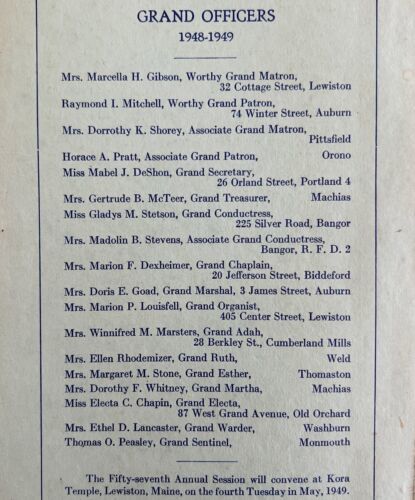 GRAND OFFICERS
1948-1949
Mrs. Marcella H. Gibson, Worthy Grand Matron,
32 Cottage Street, Lewiston
Raymond I. Mitchell, Worthy Grand Patron,
74 Winter Street, Auburn
Mrs. Dorrothy K. Shorey, Associate Grand Matron,
Pittsfield
Horace A. Pratt, Associate Grand Patron, Orono
Miss Mabel J. DeShon, Grand Secretary,
26 Orland Street, Portland 4
Mrs. Gertrude B. McTeer, Grand Treasurer, Machias
Miss Gladys M. Stetson, Grand Conductress,
225 Silver Road, Bangor
Mrs. Madolin B. Stevens, Associate Grand Conductress,
Bangor, R. F. D. 2
Mrs. Marion F. Dexheimer, Grand Chaplain,
20 Jefferson Street, Biddeford
Mrs. Doris E. Goad, Grand Marshal, 3 James Street, Auburn
Mrs. Marion P. Louisfell, Grand Organist,
405 Center Street, Lewiston
Mrs. Winnifred M. Marsters, Grand Adah,
28 Berkley St., Cumberland Mills
Mrs. Ellen Rhodemizer, Grand Ruth, Weld
Mrs. Margaret M. Stone, Grand Esther, Thomaston
Mrs. Dorothy F. Whitney, Grand Martha, Machias
Miss Electa C. Chapin, Grand Electa,
87 West Grand Avenue, Old Orchard
Mrs. Ethel D. Lancaster, Grand Warder, Washburn
Thomas O. Peasley, Grand Sentinel, Monmouth
The Fifty-seventh Annual Session will convene at Kora
Temple, Lewiston, Maine, on the fourth Tuesday in May, 1949.